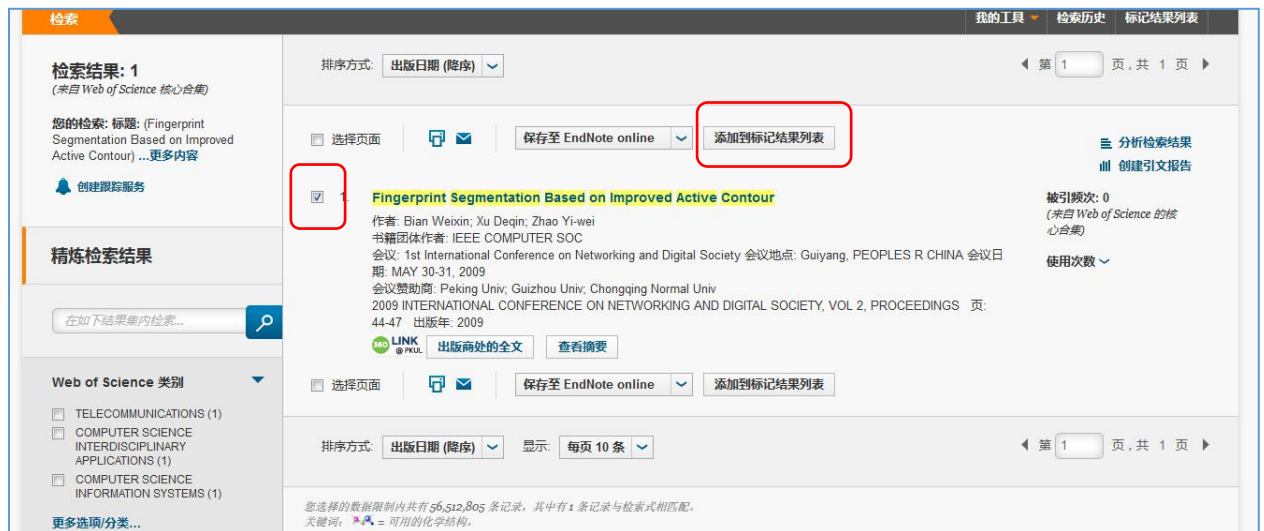 检索
我的工具 检索历史 标记结果列表
检索结果: 1
(来自 Web of Science 核心合集)
您的检索: 标题: (Fingerprint
Segmentation Based on Improved
Active Contour) ...更多内容
创建跟踪服务
精炼检索结果
在如下结果集内检索...
Web of Science 类别
TELECOMMUNICATIONS (1)
COMPUTER SCIENCE
INTERDISCIPLINARY
APPLICATIONS (1)
COMPUTER SCIENCE
INFORMATION SYSTEMS (1)
更多选项/分类...
排序方式: 出版日期 (降序)
第 1 页,共 1 页
选择页面 保存至 EndNote online 添加到标记结果列表
分析检索结果
创建引文报告
1. Fingerprint Segmentation Based on Improved Active Contour
作者: Bian Weixin; Xu Deqin; Zhao Yi-wei
书籍团体作者: IEEE COMPUTER SOC
会议: 1st International Conference on Networking and Digital Society 会议地点: Guiyang, PEOPLES R CHINA 会议日
期: MAY 30-31, 2009
会议赞助商: Peking Univ; Guizhou Univ; Chongqing Normal Univ
2009 INTERNATIONAL CONFERENCE ON NETWORKING AND DIGITAL SOCIETY, VOL 2, PROCEEDINGS 页:
44-47 出版年: 2009
360 LINK @ PKUL 出版商处的全文 查看摘要
被引频次: 0
(来自 Web of Science 的核
心合集)
使用次数
选择页面 保存至 EndNote online 添加到标记结果列表
排序方式: 出版日期 (降序) 显示: 每页 10 条
第 1 页,共 1 页
您选择的数据限制内共有 56,512,805 条记录，其中有 1 条记录与检索式相匹配。
关键词: = 可用的化学结构。